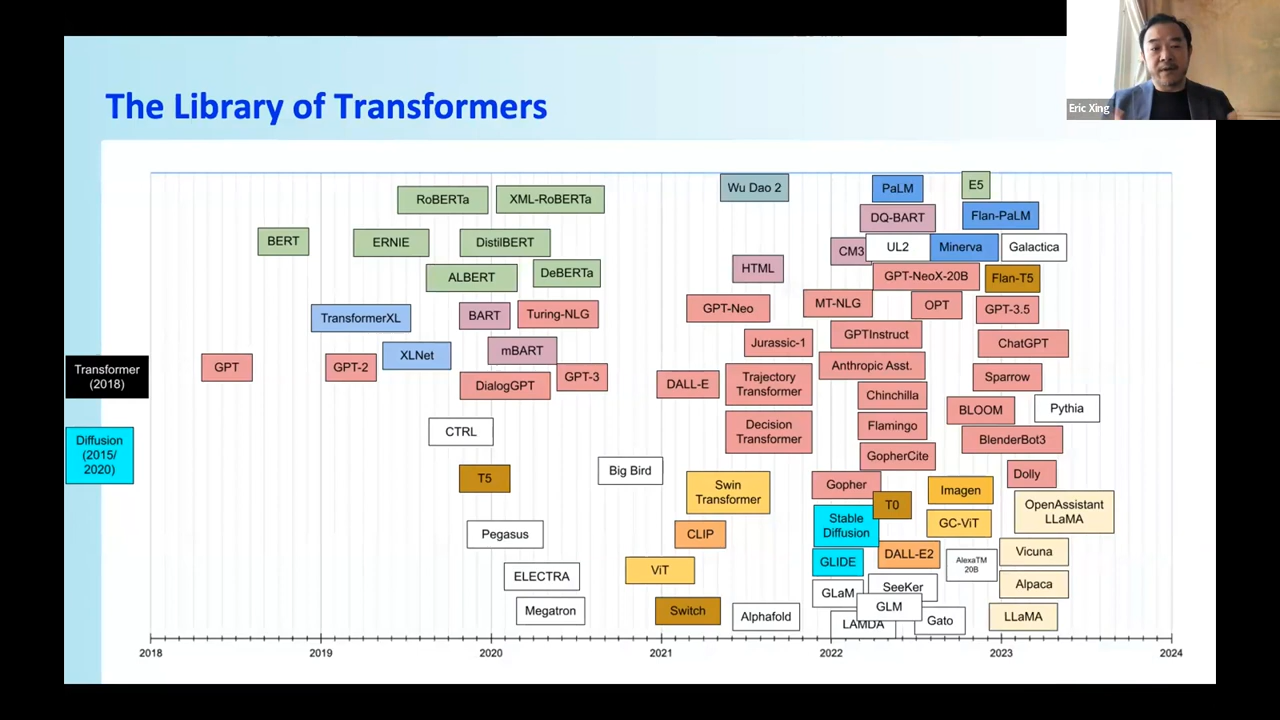 The Library of Transformers
Eric Xing
Wu Dao 2
PaLM
E5
RoBERTa
XML-RoBERTa
DQ-BART
Flan-PaLM
BERT
ERNIE
DistilBERT
CM3
UL2
Minerva
Galactica
ALBERT
DeBERTa
HTML
GPT-NeoX-20B
Flan-T5
TransformerXL
BART
Turing-NLG
GPT-Neo
MT-NLG
OPT
GPT-3.5
Jurassic-1
GPTInstruct
ChatGPT
XLNet
mBART
Transformer
(2018)
GPT
GPT-2
DialogGPT
GPT-3
DALL-E
Trajectory
Transformer
Anthropic Asst.
Sparrow
Chinchilla
BLOOM
Pythia
Diffusion
(2015/
2020)
CTRL
Decision
Transformer
Flamingo
BlenderBot3
GopherCite
T5
Big Bird
Swin
Transformer
Gopher
T0
Imagen
Dolly
OpenAssistant
LLaMA
Pegasus
CLIP
Stable
Diffusion
GC-ViT
ELECTRA
ViT
GLIDE
DALL-E2
AlexaTM
20B
Vicuna
Megatron
Switch
Alphafold
GLaM
SeeKer
Alpaca
GLM
LAMDA
Gato
LLaMA
2018
2019
2020
2021
2022
2023
2024